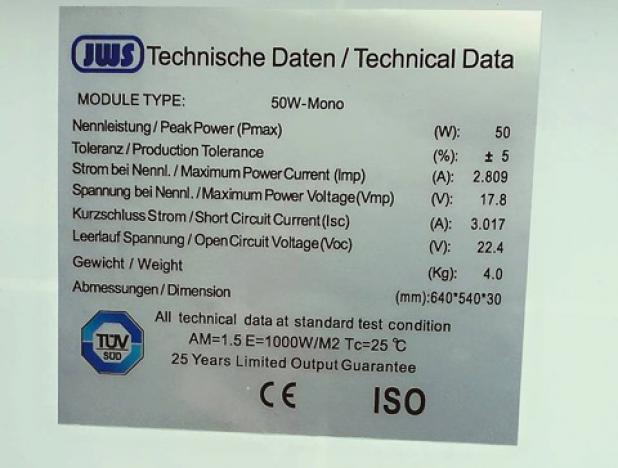 JWS Technische Daten / Technical Data
MODULE TYPE: 50W-Mono
Nennleistung / Peak Power (Pmax) (W): 50
Toleranz / Production Tolerance (%): ± 5
Strom bei Nennl. / Maximum Power Current (Imp) (A): 2.809
Spannung bei Nennl. / Maximum Power Voltage (Vmp) (V): 17.8
Kurzschluss Strom / Short Circuit Current (Isc) (A): 3.017
Leerlauf Spannung / Open Circuit Voltage (Voc) (V): 22.4
Gewicht / Weight (Kg): 4.0
Abmessungen / Dimension (mm): 640*540*30
TÜV
SÜD
All technical data at standard test condition
AM=1.5 E=1000W/M2 Tc=25 ℃
25 Years Limited Output Guarantee
CE ISO